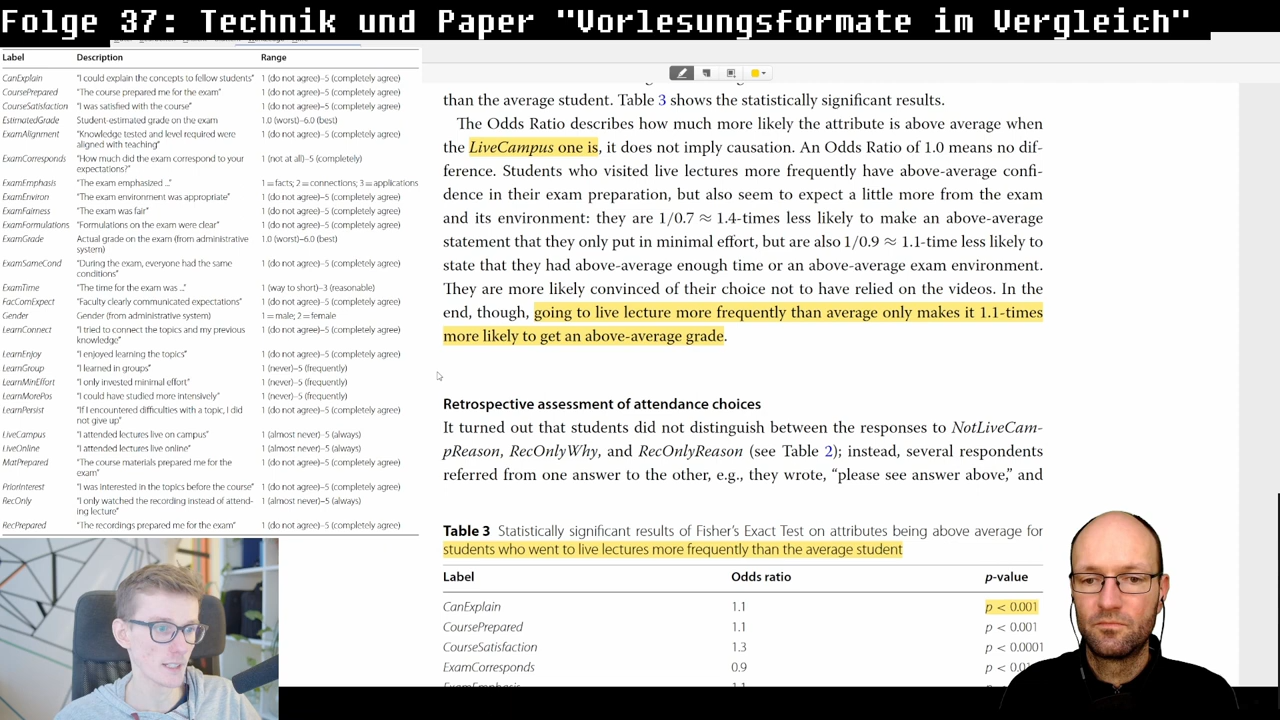 Folge 37: Technik und Paper "Vorlesungsformate im Vergleich"
Label Description Range
CanExplain "I could explain the concepts to fellow students" 1 (do not agree)–5 (completely agree)
CoursePrepared "The course prepared me for the exam" 1 (do not agree)–5 (completely agree)
CourseSatisfaction "I was satisfied with the course" 1 (do not agree)–5 (completely agree)
EstimatedGrade Student-estimated grade on the exam 1.0 (worst)–6.0 (best)
ExamAlignment "Knowledge tested and level required were 1 (do not agree)–5 (completely agree)
aligned with teaching"
ExamCorresponds "How much did the exam correspond to your 1 (not at all)–5 (completely)
expectations?"
ExamEmphasis "The exam emphasized ..." 1 = facts; 2 = connections; 3 = applications
ExamEnviron "The exam environment was appropriate" 1 (do not agree)–5 (completely agree)
ExamFairness "The exam was fair" 1 (do not agree)–5 (completely agree)
ExamFormulations "Formulations on the exam were clear" 1 (do not agree)–5 (completely agree)
ExamGrade Actual grade on the exam (from administrative 1.0 (worst)–6.0 (best)
system)
ExamSameCond "During the exam, everyone had the same 1 (do not agree)–5 (completely agree)
conditions"
ExamTime "The time for the exam was ..." 1 (way to short)–3 (reasonable)
FacComExpect "Faculty clearly communicated expectations" 1 (do not agree)–5 (completely agree)
Gender Gender (from administrative system) 1 = male; 2 = female
LearnConnect "I tried to connect the topics and my previous 1 (do not agree)–5 (completely agree)
knowledge"
LearnEnjoy "I enjoyed learning the topics" 1 (do not agree)–5 (completely agree)
LearnGroup "I learned in groups" 1 (never)–5 (frequently)
LearnMinEffort "I only invested minimal effort" 1 (never)–5 (frequently)
LearnMorePos "I could have studied more intensively" 1 (never)–5 (frequently)
LearnPersist "If I encountered difficulties with a topic, I did 1 (do not agree)–5 (completely agree)
not give up"
LiveCampus "I attended lectures live on campus" 1 (almost never)–5 (always)
LiveOnline "I attended lectures live online" 1 (almost never)–5 (always)
MatPrepared "The course materials prepared me for the 1 (do not agree)–5 (completely agree)
exam"
PriorInterest "I was interested in the topics before the course" 1 (do not agree)–5 (completely agree)
RecOnly "I only watched the recording instead of attend- 1 (almost never)–5 (always)
ing lecture"
RecPrepared "The recordings prepared me for the exam" 1 (do not agree)–5 (completely agree)
than the average student. Table 3 shows the statistically significant results.
The Odds Ratio describes how much more likely the attribute is above average when
the LiveCampus one is, it does not imply causation. An Odds Ratio of 1.0 means no dif-
ference. Students who visited live lectures more frequently have above-average confi-
dence in their exam preparation, but also seem to expect a little more from the exam
and its environment: they are 1/0.7 ≈ 1.4-times less likely to make an above-average
statement that they only put in minimal effort, but are also 1/0.9 ≈ 1.1-time less likely to
state that they had above-average enough time or an above-average exam environment.
They are more likely convinced of their choice not to have relied on the videos. In the
end, though, going to live lecture more frequently than average only makes it 1.1-times
more likely to get an above-average grade.
Retrospective assessment of attendance choices
It turned out that students did not distinguish between the responses to NotLiveCam-
pReason, RecOnlyWhy, and RecOnlyReason (see Table 2); instead, several respondents
referred from one answer to the other, e.g., they wrote, "please see answer above," and
Table 3 Statistically significant results of Fisher's Exact Test on attributes being above average for
students who went to live lectures more frequently than the average student
Label Odds ratio p-value
CanExplain 1.1 p < 0.001
CoursePrepared 1.1 p < 0.001
CourseSatisfaction 1.3 p < 0.0001
ExamCorresponds 0.9